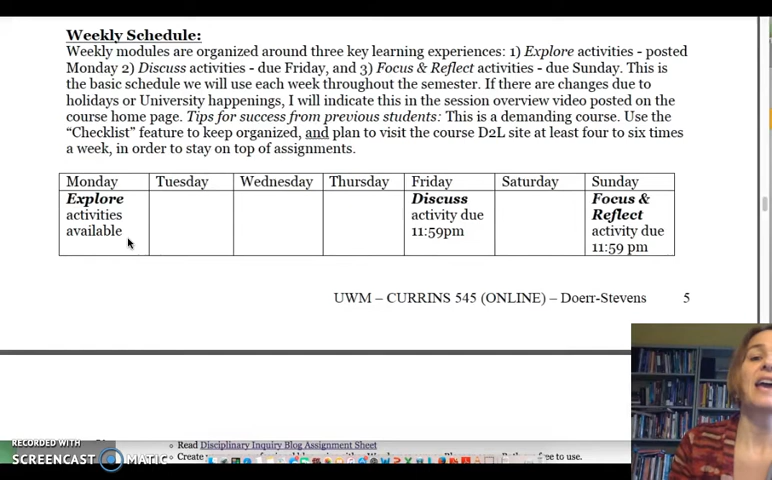 Weekly Schedule:
Weekly modules are organized around three key learning experiences: 1) Explore activities - posted
Monday 2) Discuss activities - due Friday, and 3) Focus & Reflect activities - due Sunday. This is
the basic schedule we will use each week throughout the semester. If there are changes due to
holidays or University happenings, I will indicate this in the session overview video posted on the
course home page. Tips for success from previous students: This is a demanding course. Use the
“Checklist” feature to keep organized, and plan to visit the course D2L site at least four to six times
a week, in order to stay on top of assignments.
Monday Tuesday Wednesday Thursday Friday Saturday Sunday
Explore Discuss Focus &
activities activity due Reflect
available 11:59pm activity due
11:59 pm
UWM – CURRINS 545 (ONLINE) – Doerr-Stevens 5
Read Disciplinary Inquiry Blog Assignment Sheet
RECORDED WITH
SCREENCAST MATIC
Create to use.